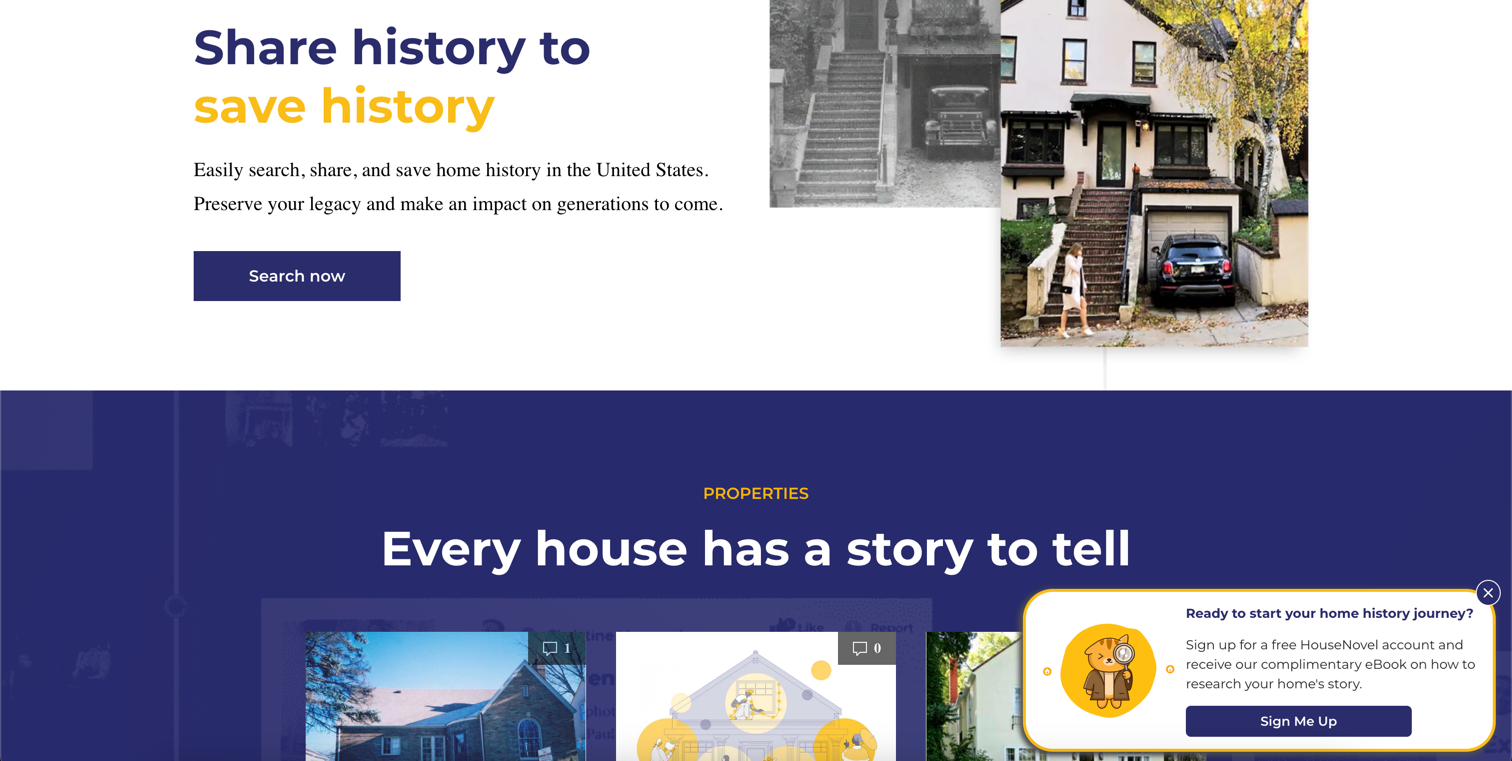 Share history to
save history
Easily search, share, and save home history in the United States.
Preserve your legacy and make an impact on generations to come.
Search now
PROPERTIES
Every house has a story to tell
Like
Report
1
0
Ready to start your home history journey?
Sign up for a free HouseNovel account and
receive our complimentary eBook on how to
research your home's story.
Sign Me Up